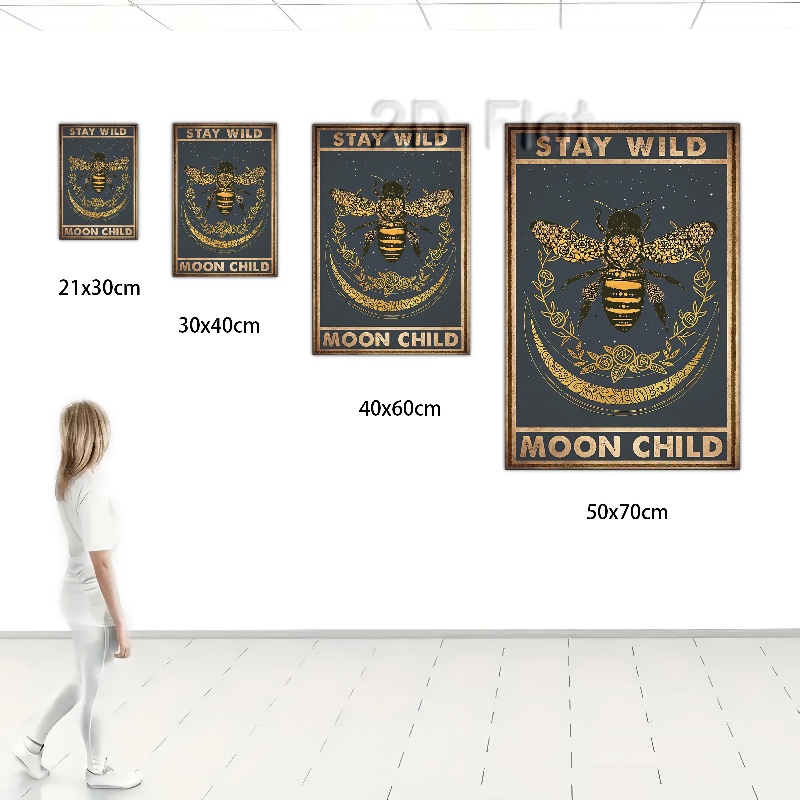 2D Flat
STAY WILD
MOON CHILD
21x30cm
STAY WILD
MOON CHILD
30x40cm
STAY WILD
MOON CHILD
40x60cm
STAY WILD
MOON CHILD
50x70cm